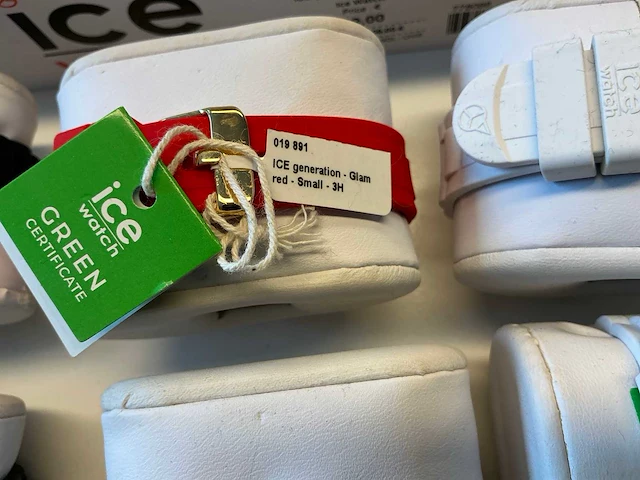 ice
019 891
ICE generation - Glam
red - Small - 3H
ice
watch
GREEN
CERTIFICATE
ICE
watch